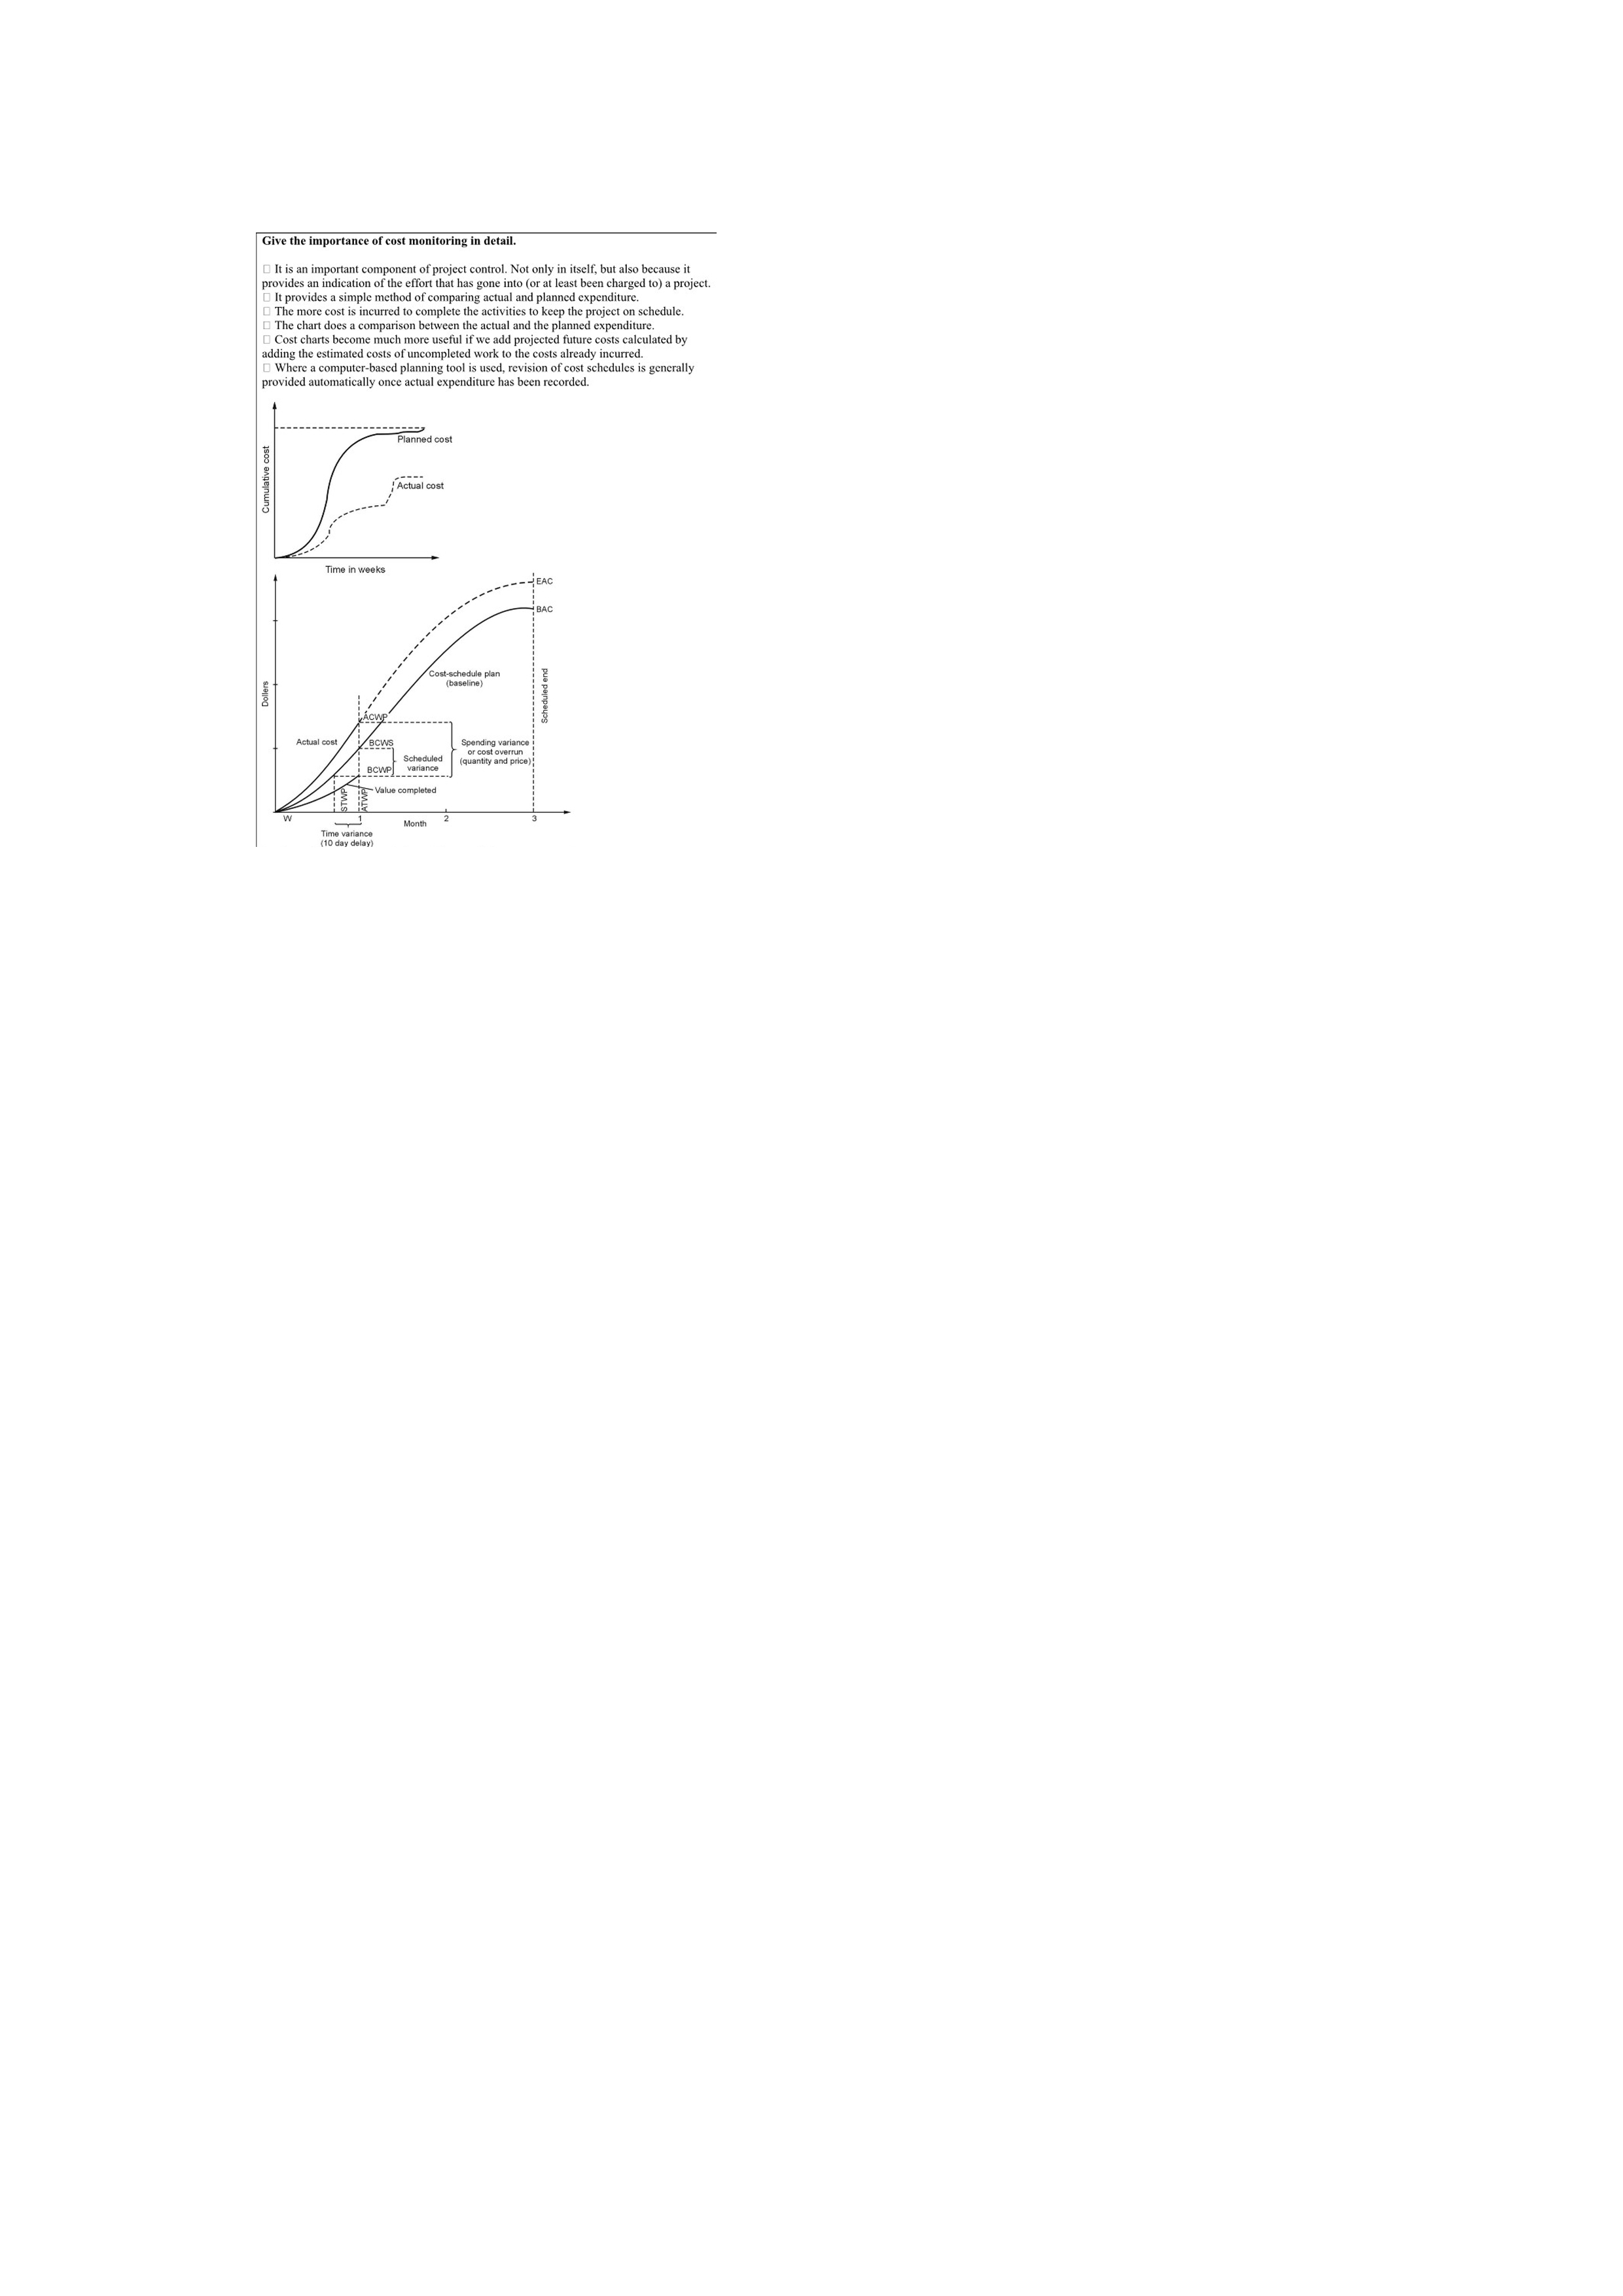 Give the importance of cost monitoring in detail.
□ It is an important component of project control. Not only in itself, but also because it
provides an indication of the effort that has gone into (or at least been charged to) a project.
□ It provides a simple method of comparing actual and planned expenditure.
□ The more cost is incurred to complete the activities to keep the project on schedule.
□ The chart does a comparison between the actual and the planned expenditure.
□ Cost charts become much more useful if we add projected future costs calculated by
adding the estimated costs of uncompleted work to the costs already incurred.
□ Where a computer-based planning tool is used, revision of cost schedules is generally
provided automatically once actual expenditure has been recorded.
Planned cost
Cumulative cost
Actual cost
Time in weeks
EAC
BAC
Cost-schedule plan
(baseline)
Scheduled end
Dollers
ACWP
Actual cost
BCWS
Spending variance
or cost overrun
(quantity and price)
Scheduled
variance
BCWP
Value completed
STWP
ATWP
W
1
2
3
Month
Time variance
(10 day delay)